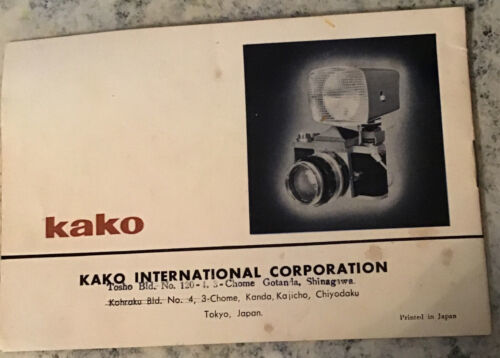 kako
KAKO INTERNATIONAL CORPORATION
Tosho Bld. No. 120-4, 3-Chome Gotanda, Shinagawa.
Kohraku Bld. No. 4, 3-Chome, Kanda, Kajicho, Chiyodaku
Tokyo, Japan.
Printed in Japan